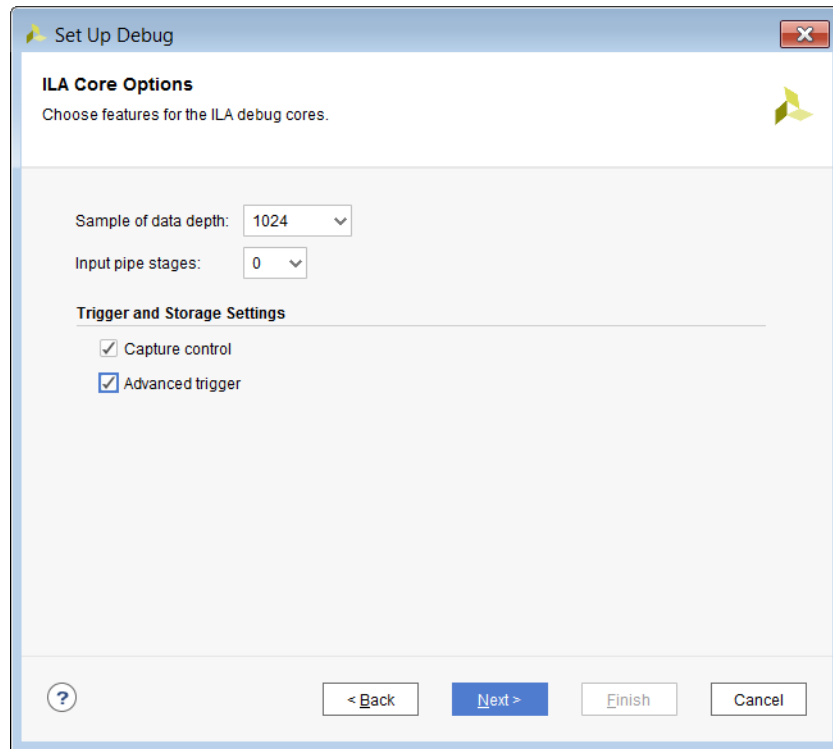 Set Up Debug
ILA Core Options
Choose features for the ILA debug cores.
Sample of data depth: 1024
Input pipe stages: 0
Trigger and Storage Settings
Capture control
Advanced trigger
? < Back Next > Finish Cancel